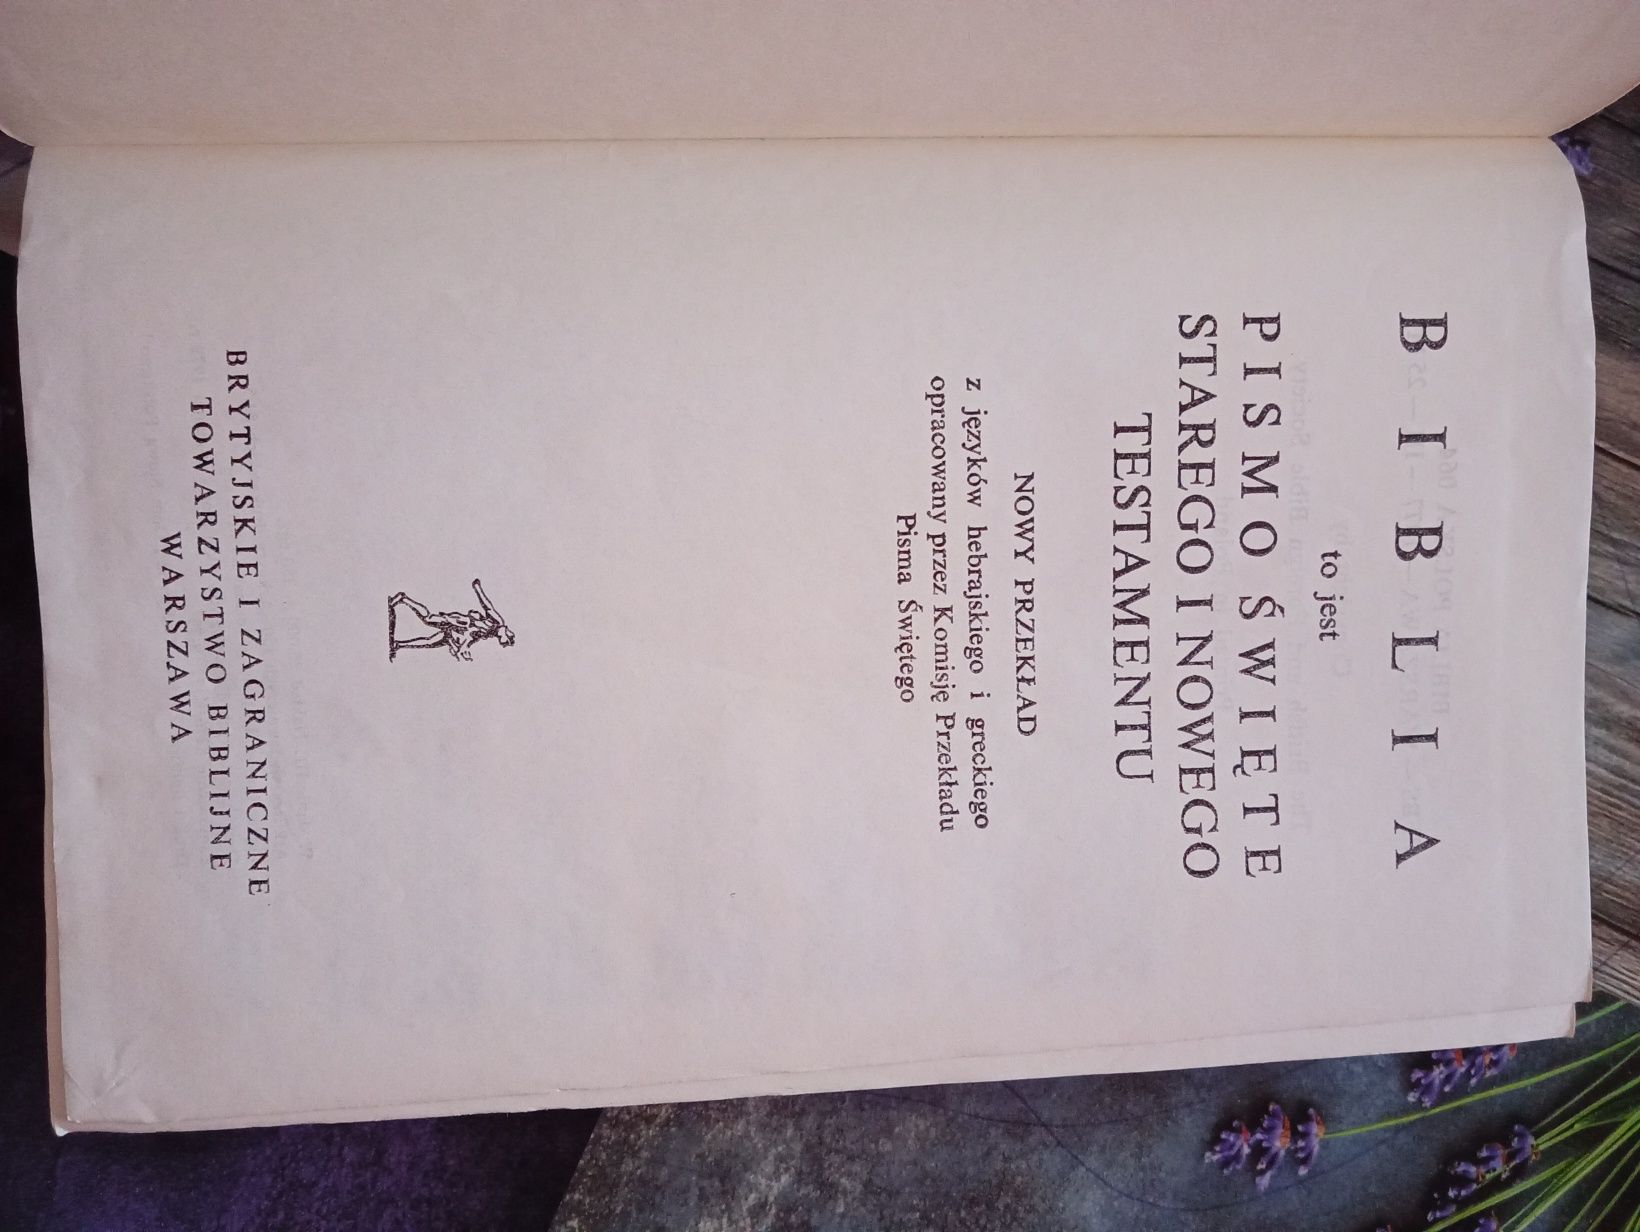 BIBLIA
to jest
PISMO ŚWIĘTE
STAREGO I NOWEGO
TESTAMENTU
NOWY PRZEKŁAD
z języków hebrajskiego i greckiego
opracowany przez Komisję Przekładu
Pisma Świętego
BRYTYJSKIE I ZAGRANICZNE
TOWARZYSTWO BIBLIJNE
WARSZAWA